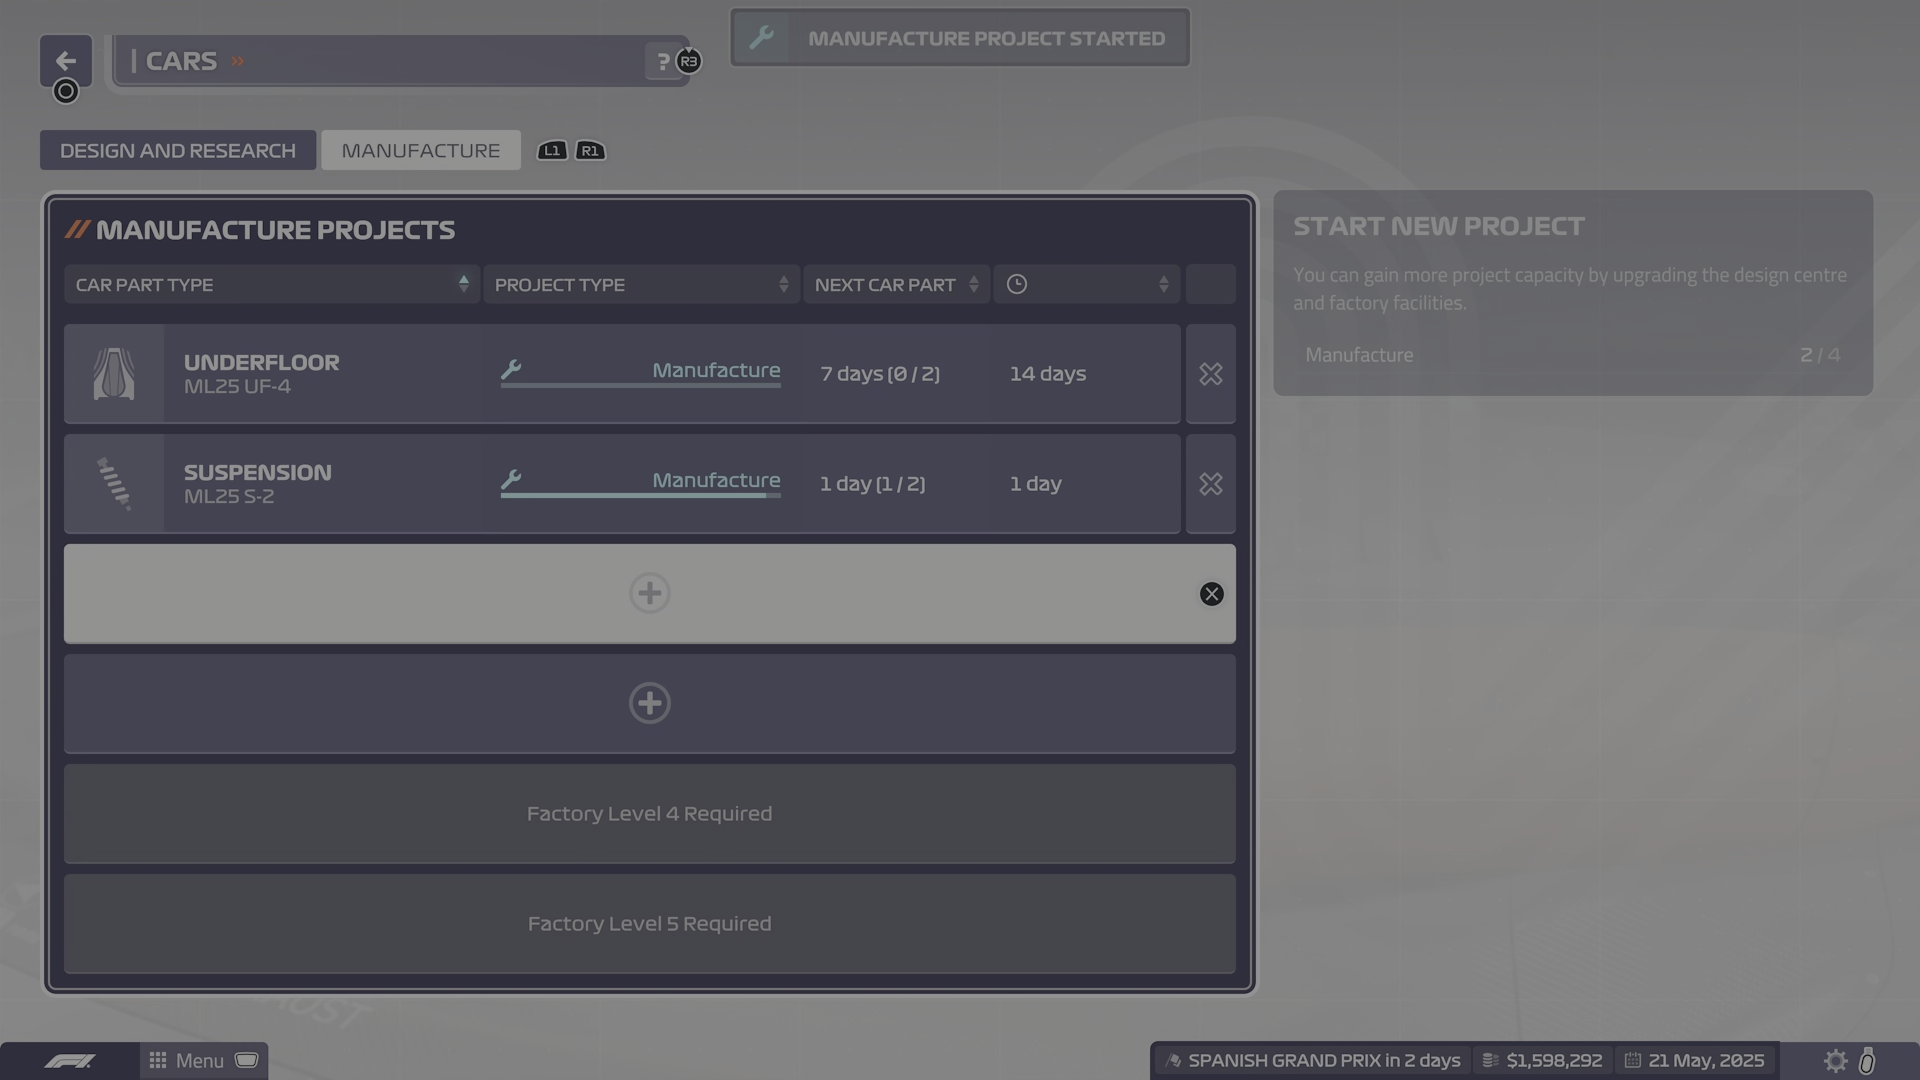 MANUFACTURE PROJECT STARTED
CARS
? R3
DESIGN AND RESEARCH
MANUFACTURE
L1 R1
MANUFACTURE PROJECTS
CAR PART TYPE
PROJECT TYPE
NEXT CAR PART
UNDERFLOOR
ML25 UF-4
Manufacture
7 days (0 / 2)
14 days
SUSPENSION
ML25 S-2
Manufacture
1 day (1 / 2)
1 day
Factory Level 4 Required
Factory Level 5 Required
START NEW PROJECT
You can gain more project capacity by upgrading the design centre
and factory facilities.
Manufacture
2 / 4
Menu
SPANISH GRAND PRIX in 2 days
$1,598,292
21 May, 2025